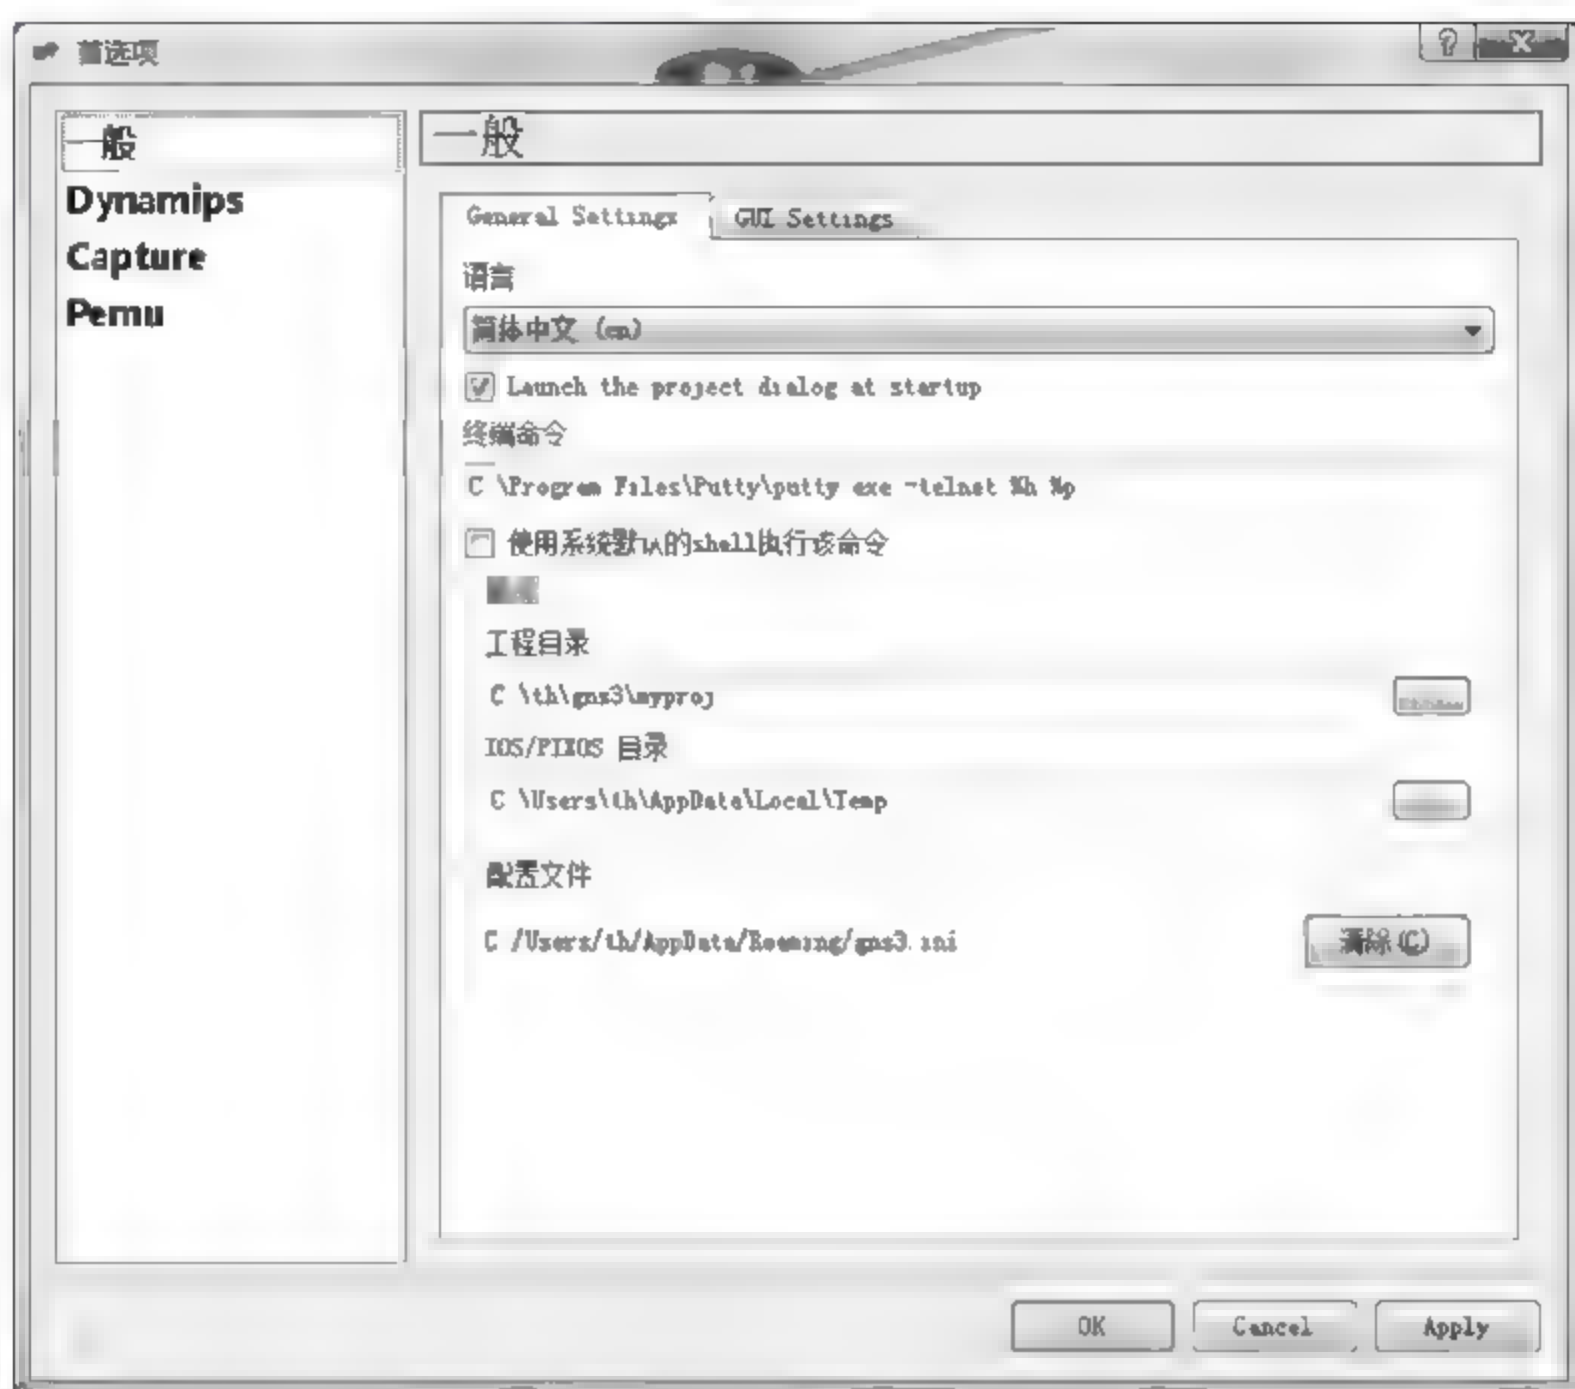 首选项
一般
Dynamips
Capture
Pemu
一般
General Settings GUI Settings
语言
简体中文 (cn)
Launch the project dialog at startup
终端命令
C \Program Files\Putty\putty exe -telnet %h %p
使用系统默认的shell执行该命令
工程目录
C \th\gns3\myproj
IOS/PIXOS 目录
C \Users\th\AppData\Local\Temp
配置文件
C /Users/th/AppData/Roaming/gns3.ini
清除(C)
OK Cancel Apply